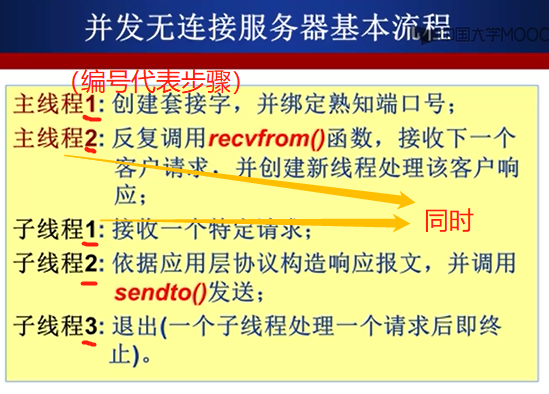 并发无连接服务器基本流程
中国大学MOOC
（编号代表步骤）
主线程1: 创建套接字，并绑定熟知端口号；
主线程2: 反复调用recvfrom()函数，接收下一个
客户请求，并创建新线程处理该客户响
应；
同时
子线程1: 接收一个特定请求；
子线程2: 依据应用层协议构造响应报文，并调用
sendto()发送；
子线程3: 退出(一个子线程处理一个请求后即终
止)。